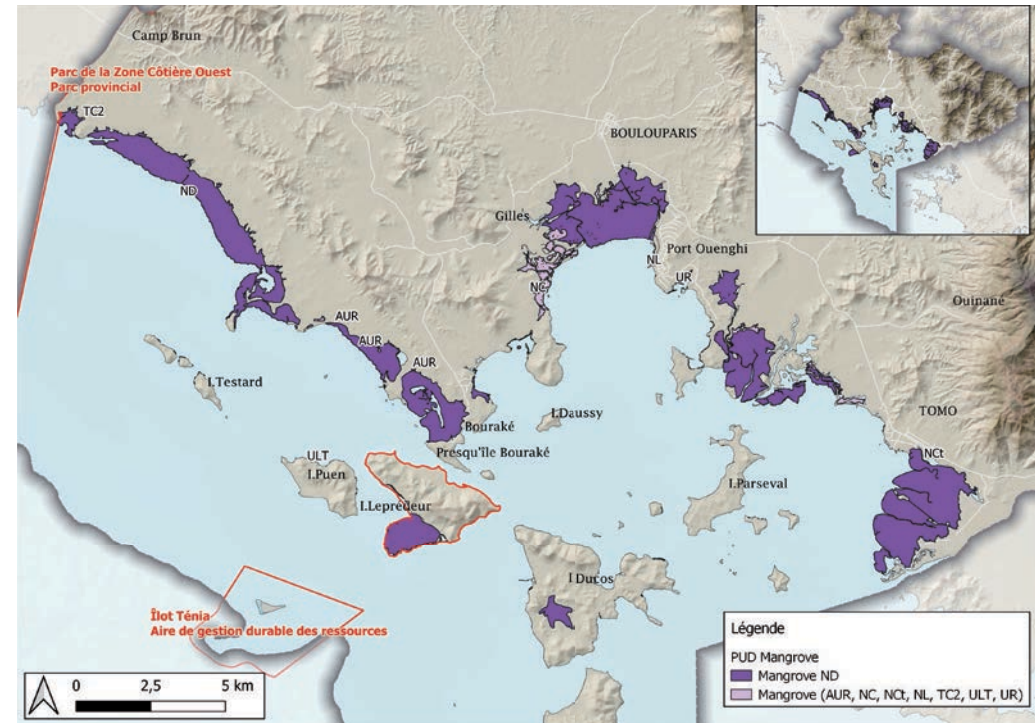 Camp Brun
Parc de la Zone Côtière Ouest
Parc provincial
TC2
BOULOUPARIS
ND
Gilles
Port Ouenghi
NL
UR
NC
Ouinané
AUR
AUR
AUR
I.Testard
I.Daussy
TOMO
Bouraké
Presqu'île Bouraké
NCt
ULT
I.Puen
I.Parseval
I.Leprédeur
I Ducos
Îlot Ténia
Aire de gestion durable des ressources
Légende
PUD Mangrove
Mangrove ND
Mangrove (AUR, NC, NCt, NL, TC2, ULT, UR)
0 2,5 5 km